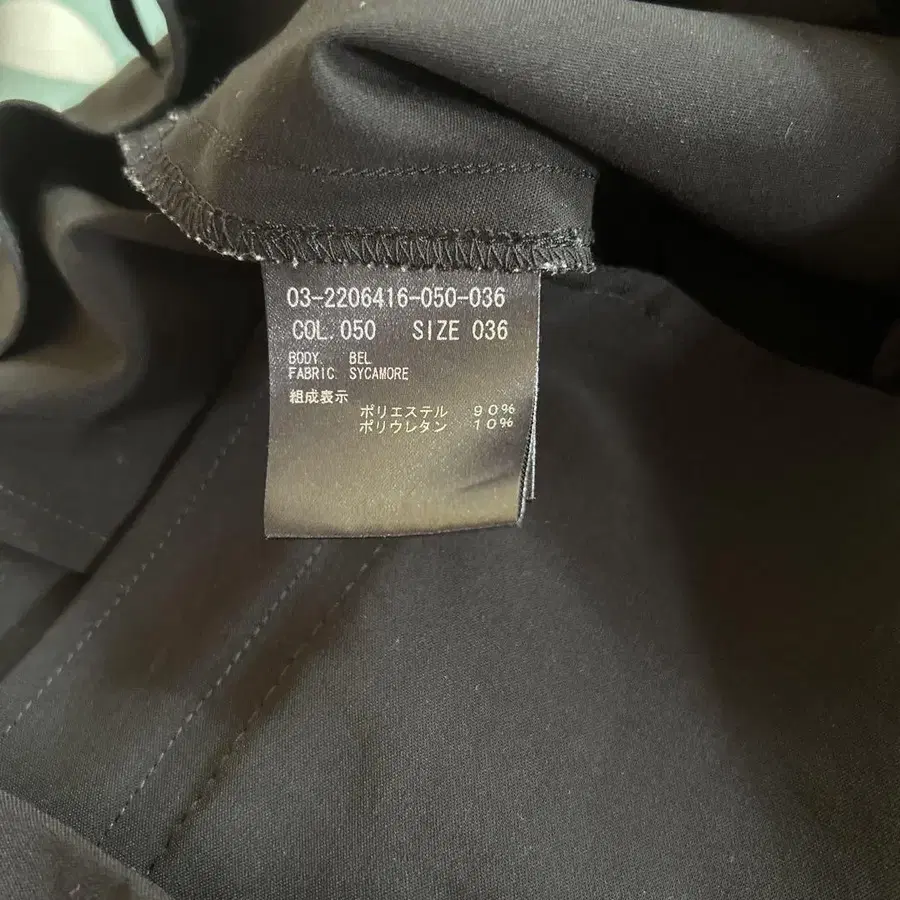 03-2206416-050-036
COL.050 SIZE 036
BODY BEL
FABRIC SYCAMORE
組成表示
ポリエステル 90%
ポリウレタン 10%